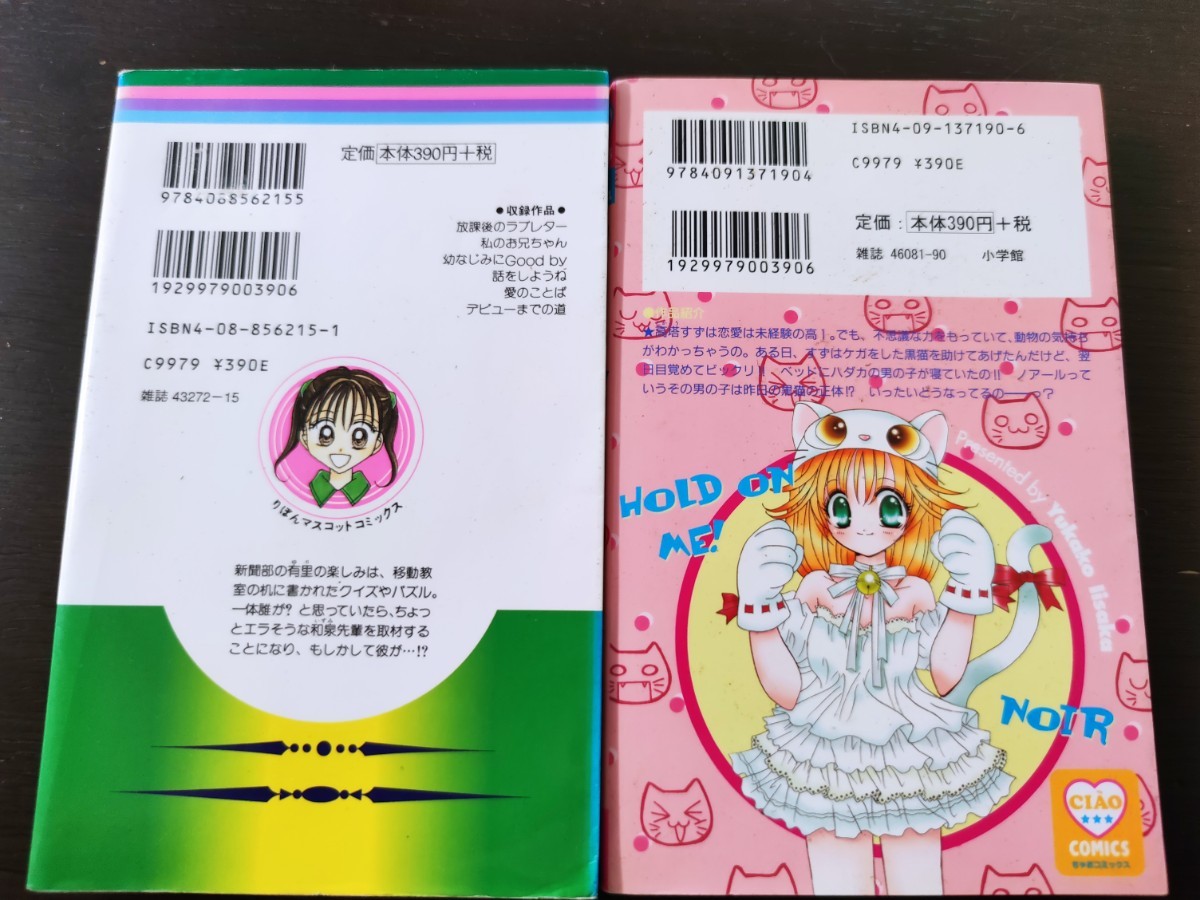 9784088562155
定価 本体390円+税
1929979003906
●収録作品●
放課後のラブレター
私のお兄ちゃん
幼なじみにGood by
話をしようね
愛のことば
デビューまでの道
ISBN4-08-856215-1
C9979 ¥390E
雑誌 43272-15
りぼんマスコットコミックス
新聞部の有里の楽しみは、移動教
室の机に書かれたクイズやパズル。
一体誰が? と思っていたら、ちょっ
とエラそうな和泉先輩を取材する
ことになり、もしかして彼が…!?
ISBN4-09-137190-6
9784091371904
C9979 ¥390E
定価:本体390円+税
1929979003906
雑誌 46081-90 小学館
●作品紹介
塔すずは恋愛は未経験の高1。でも、不思議な力をもっていて、動物の気持ち
がわかっちゃうの。ある日、すずはケガをした黒猫を助けてあげたんだけど、翌
日目覚めてビックリ!! ベッドにハダカの男の子が寝ていたの!! ノアールって
いうその男の子は昨日の黒猫の正体!? いったいどうなってるの――っ?
Presented by Yukako Iisaka
HOLD ON
ME!
NOIR
CIAO
COMICS
ちゃおコミックス